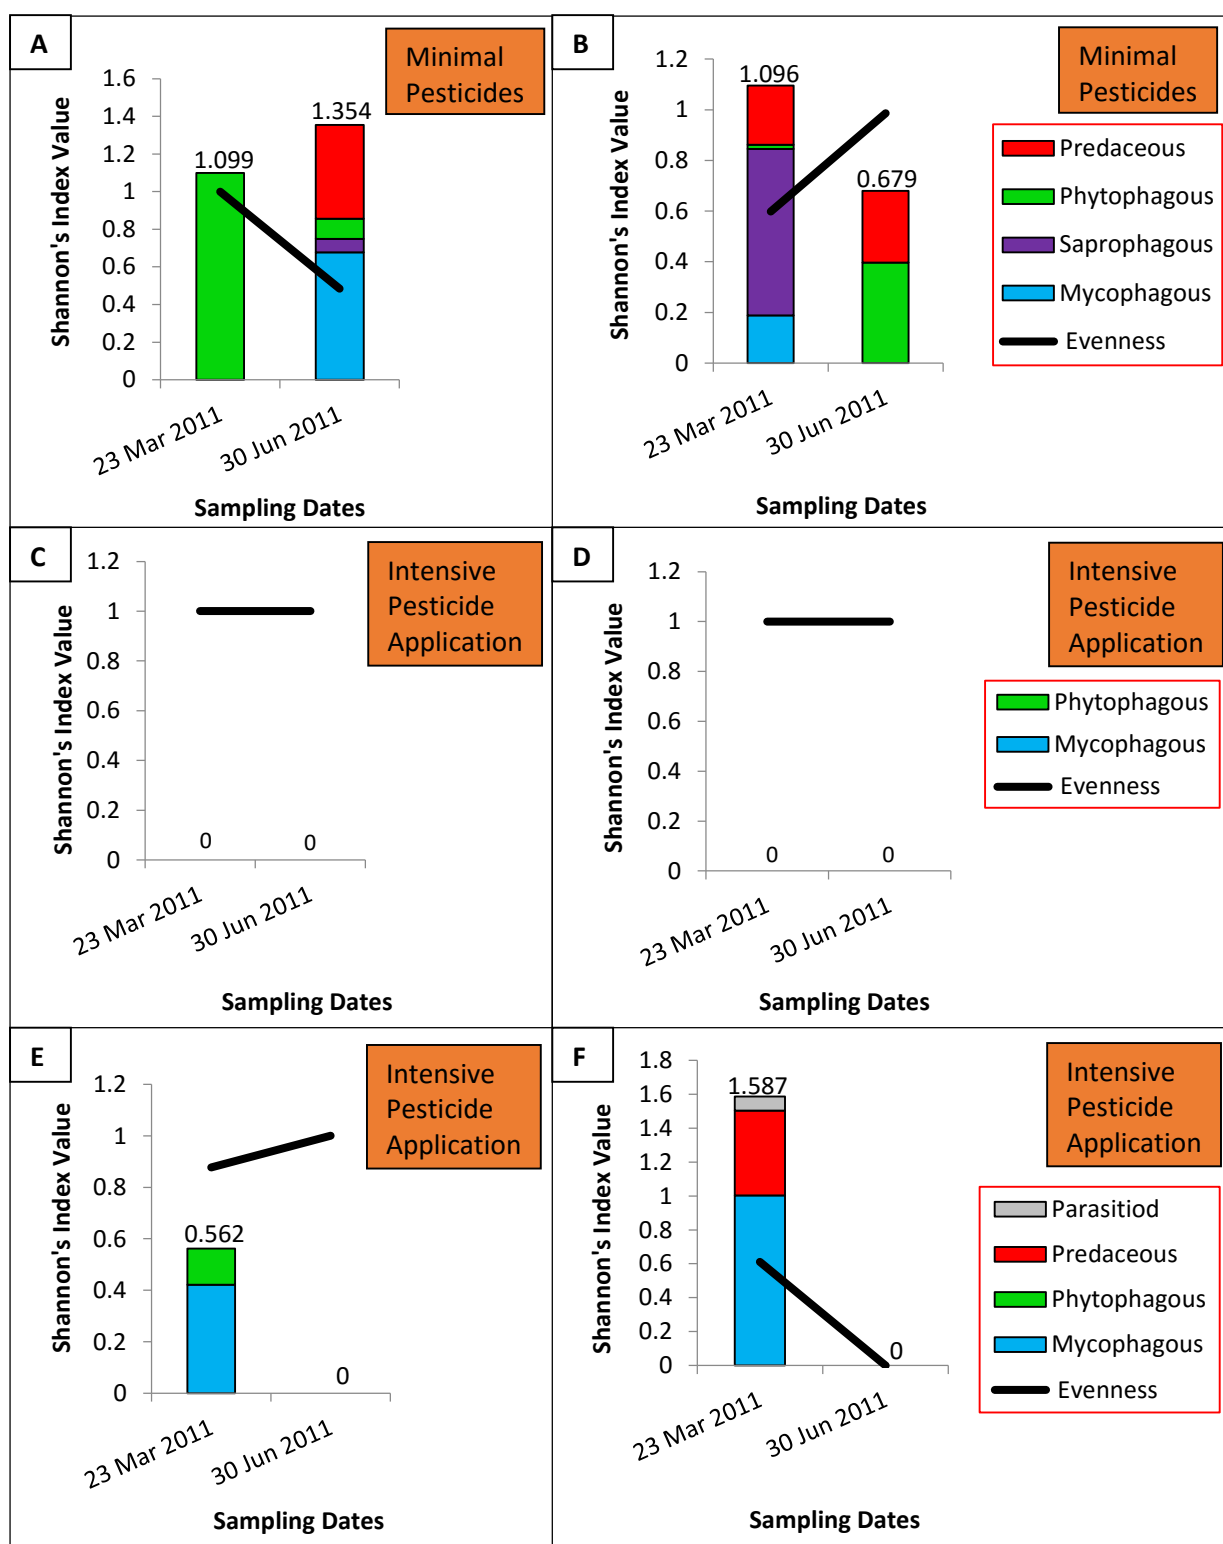 A
Minimal
Pesticides
Shannon's Index Value
1.6
1.4
1.2
1
0.8
0.6
0.4
0.2
0
1.099
1.354
23 Mar 2011
30 Jun 2011
Sampling Dates
B
Minimal
Pesticides
Shannon's Index Value
1.2
1
0.8
0.6
0.4
0.2
0
1.096
0.679
23 Mar 2011
30 Jun 2011
Sampling Dates
Predaceous
Phytophagous
Saprophagous
Mycophagous
Evenness
C
Intensive
Pesticide
Application
Shannon's Index Value
1.2
1
0.8
0.6
0.4
0.2
0
0
0
23 Mar 2011
30 Jun 2011
Sampling Dates
D
Intensive
Pesticide
Application
Shannon's Index Value
1.2
1
0.8
0.6
0.4
0.2
0
0
0
23 Mar 2011
30 Jun 2011
Sampling Dates
Phytophagous
Mycophagous
Evenness
E
Intensive
Pesticide
Application
Shannon's Index Value
1.2
1
0.8
0.6
0.4
0.2
0
0.562
0
23 Mar 2011
30 Jun 2011
Sampling Dates
F
Intensive
Pesticide
Application
Shannon's Index Value
1.8
1.6
1.4
1.2
1
0.8
0.6
0.4
0.2
0
1.587
0
23 Mar 2011
30 Jun 2011
Sampling Dates
Parasitiod
Predaceous
Phytophagous
Mycophagous
Evenness